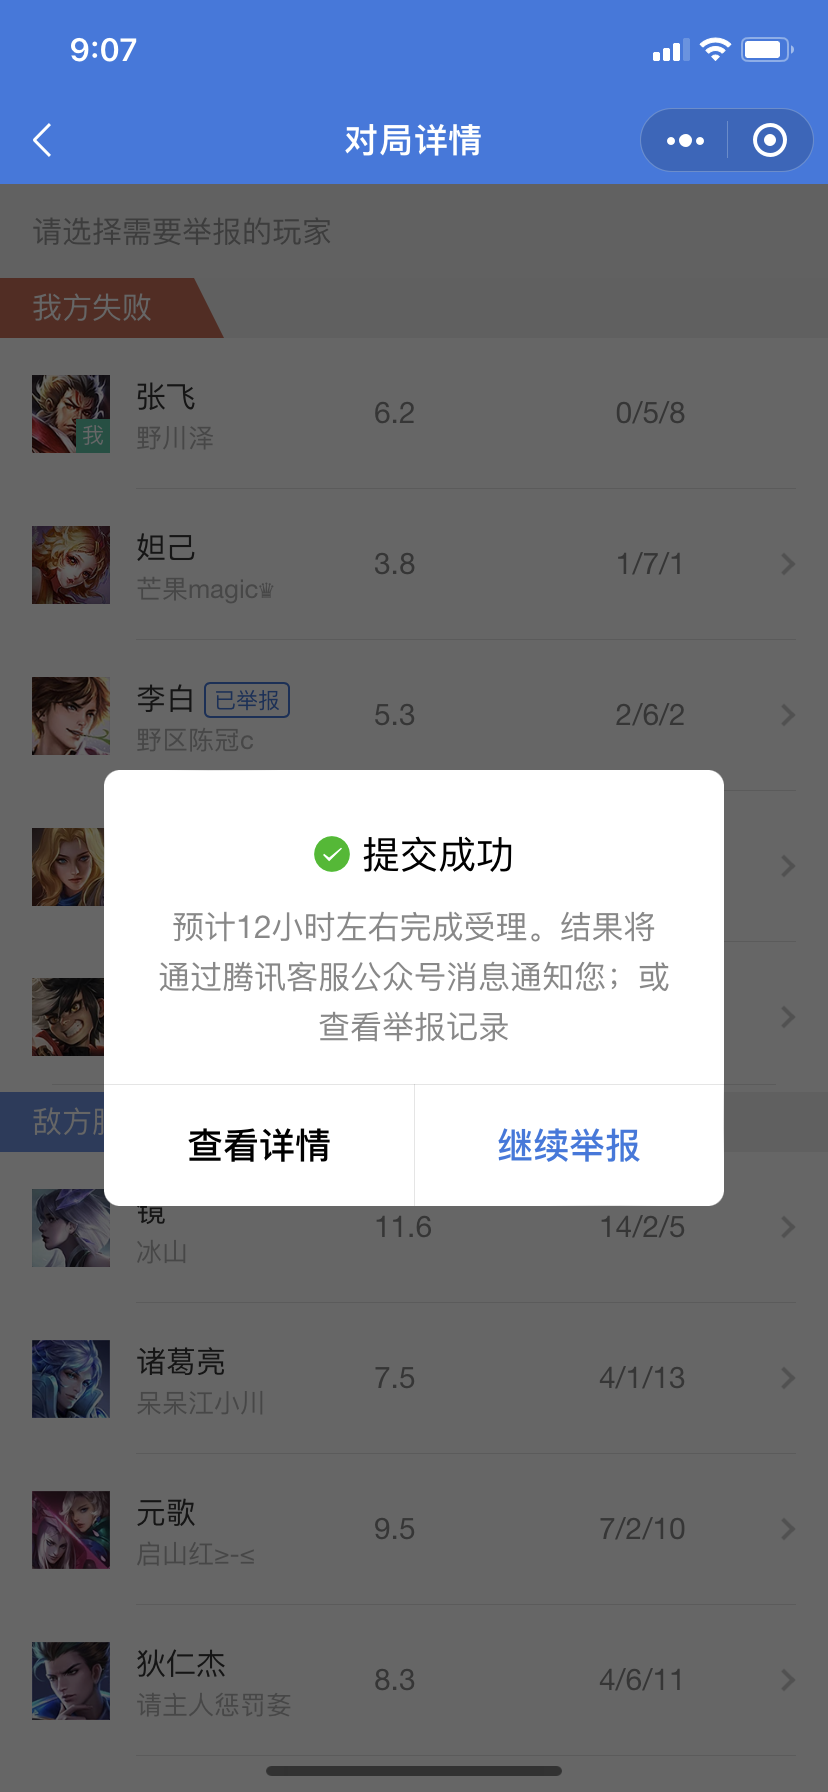 9:07
对局详情
请选择需要举报的玩家
我方失败
张飞
6.2
0/5/8
我
野川泽
妲己
3.8
1/7/1
芒果magic♛
李白 已举报
5.3
2/6/2
野区陈冠c
提交成功
预计12小时左右完成受理。结果将
通过腾讯客服公众号消息通知您；或
查看举报记录
敌方
查看详情
继续举报
镜
11.6
14/2/5
冰山
诸葛亮
7.5
4/1/13
呆呆江小川
元歌
9.5
7/2/10
启山红≥-≤
狄仁杰
8.3
4/6/11
请主人惩罚妾